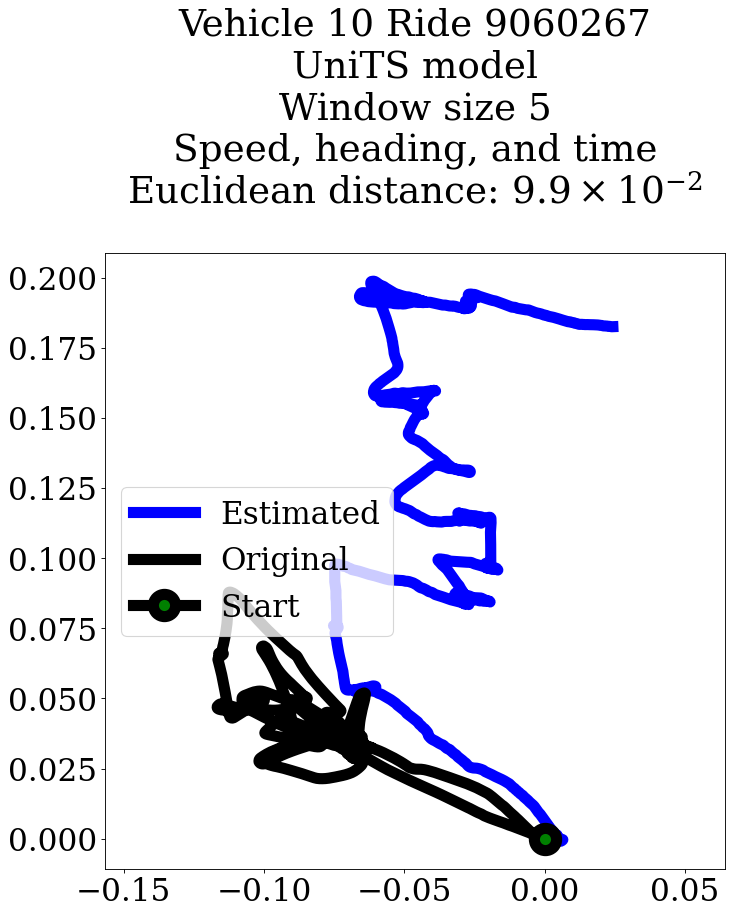 Vehicle 10 Ride 9060267
UniTS model
Window size 5
Speed, heading, and time
Euclidean distance: $9.9 \times 10^{-2}$
0.200
0.175
0.150
0.125
0.100
0.075
0.050
0.025
0.000
Estimated
Original
Start
−0.15 −0.10 −0.05 0.00 0.05